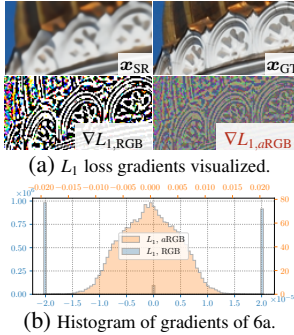 x_SR x_GT
∇L_1,RGB ∇L_1,aRGB
(a) L_1 loss gradients visualized.
-0.020 -0.015 -0.010 -0.005 0.000 0.005 0.010 0.015 0.020
1.00 0.75 0.50 0.25 0.00
80 60 40 20 0
L_1, aRGB
L_1, RGB
-2.0 -1.5 -1.0 -0.5 0.0 0.5 1.0 1.5 2.0
(b) Histogram of gradients of 6a.